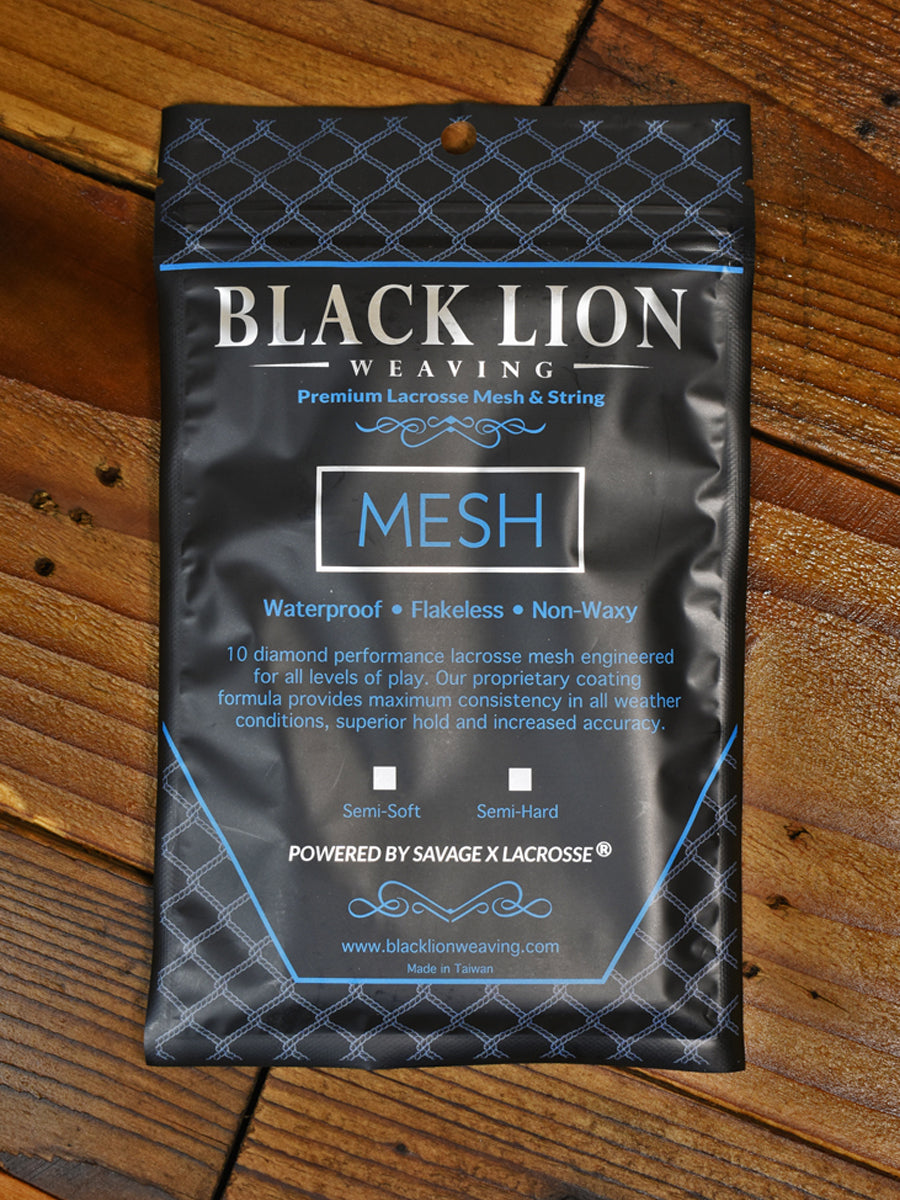 BLACK LION
WEAVING
Premium Lacrosse Mesh & String
MESH
Waterproof • Flakeless • Non-Waxy
10 diamond performance lacrosse mesh engineered
for all levels of play. Our proprietary coating
formula provides maximum consistency in all weather
conditions, superior hold and increased accuracy.
Semi-Soft Semi-Hard
POWERED BY SAVAGE X LACROSSE®
www.blacklionweaving.com
Made in Taiwan